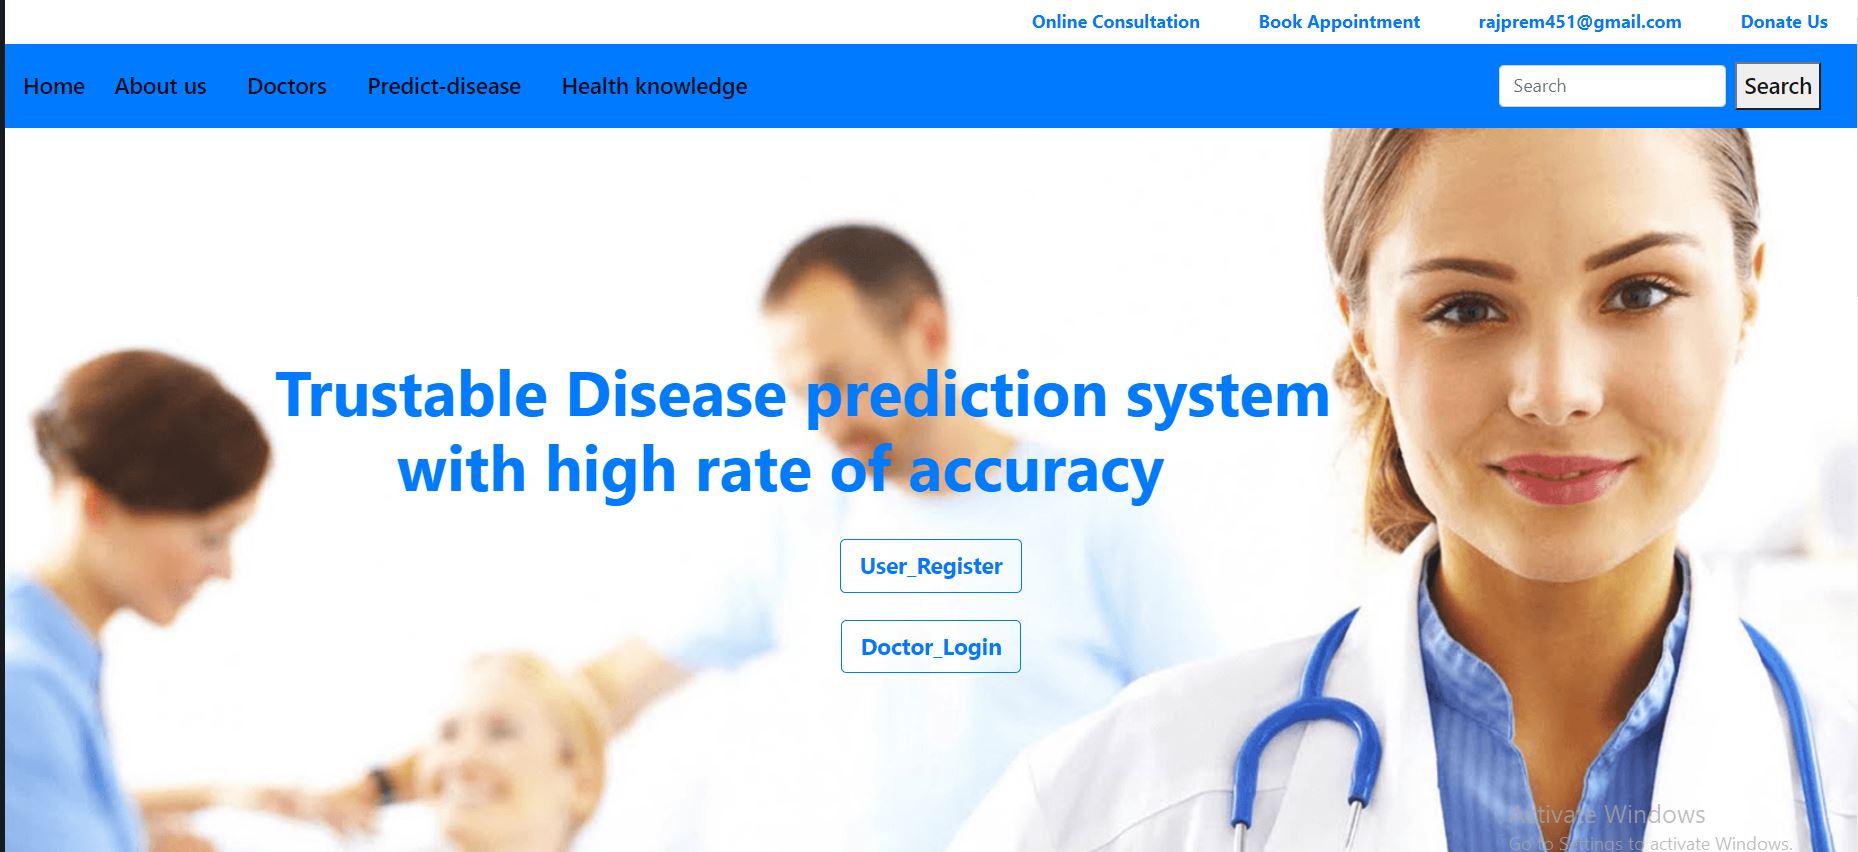 Online Consultation Book Appointment rajprem451@gmail.com Donate Us
Home About us Doctors Predict-disease Health knowledge Search Search
Trustable Disease prediction system
with high rate of accuracy
User_Register
Doctor_Login
Activate Windows
Go to Settings to activate Windows.